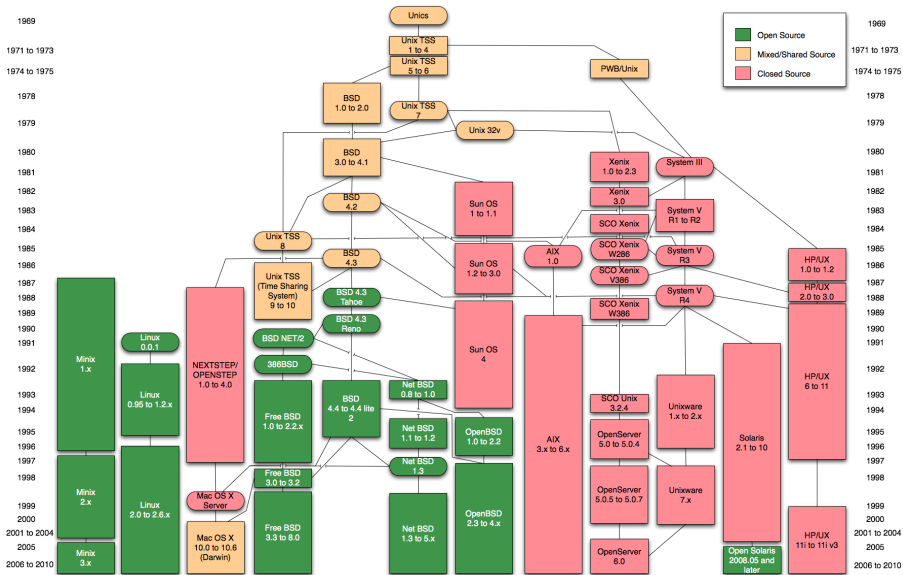 Unics
1969
1969
Open Source
Mixed/Shared Source
Closed Source
Unix TSS
1 to 4
1971 to 1973
1971 to 1973
Unix TSS
5 to 6
PWB/Unix
1974 to 1975
1974 to 1975
BSD
1.0 to 2.0
1978
1978
Unix TSS
7
Unix 32v
1979
1979
BSD
3.0 to 4.1
1980
1980
Xenix
1.0 to 2.3
System III
1981
1981
Sun OS
1 to 1.1
Xenix
3.0
1982
1982
BSD
4.2
System V
R1 to R2
1983
1983
SCO Xenix
1984
1984
Unix TSS
8
AIX
1.0
SCO Xenix
W286
System V
R3
1985
1985
BSD
4.3
HP/UX
1.0 to 1.2
Sun OS
1.2 to 3.0
SCO Xenix
V386
1986
1986
Unix TSS
(Time Sharing
System)
9 to 10
1987
1987
BSD 4.3
Tahoe
System V
R4
HP/UX
2.0 to 3.0
1988
1988
SCO Xenix
W386
1989
1989
BSD 4.3
Reno
1990
1990
Linux
0.0.1
BSD NET/2
1991
1991
Minix
1.x
NEXTSTEP/
OPENSTEP
1.0 to 4.0
386BSD
Sun OS
4
1992
1992
HP/UX
6 to 11
Linux
0.95 to 1.2.x
Free BSD
1.0 to 2.2.x
BSD
4.4 to 4.4 lite
2
Net BSD
0.8 to 1.0
1993
1993
SCO Unix
3.2.4
Unixware
1.x to 2.x
1994
1994
Net BSD
1.1 to 1.2
OpenBSD
1.0 to 2.2
AIX
3.x to 6.x
OpenServer
5.0 to 5.0.4
Solaris
2.1 to 10
1995
1995
1996
1996
Net BSD
1.3
1997
1997
Free BSD
3.0 to 3.2
1998
1998
Minix
2.x
Linux
2.0 to 2.6.x
Mac OS X
Server
OpenBSD
2.3 to 4.x
OpenServer
5.0.5 to 5.0.7
Unixware
7.x
1999
1999
2000
2000
Mac OS X
10.0 to 10.6
(Darwin)
Free BSD
3.3 to 8.0
Net BSD
1.3 to 5.x
HP/UX
11i to 11i v3
2001 to 2004
2001 to 2004
2005
2005
Minix
3.x
OpenServer
6.0
Open Solaris
2008.05 and
later
2006 to 2010
2006 to 2010